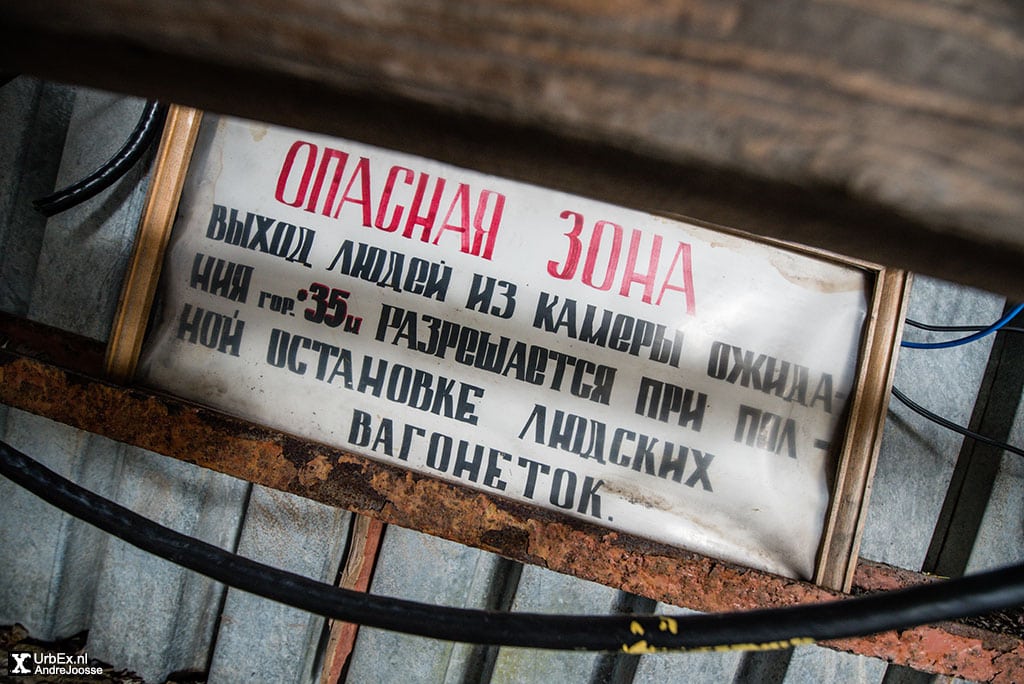 ОПАСНАЯ ЗОНА
ВЫХОД ЛЮДЕЙ ИЗ КАМЕРЫ ОЖИДА-
НИЯ ГОР. +35м РАЗРЕШАЕТСЯ ПРИ ПОЛ-
НОЙ ОСТАНОВКЕ ЛЮДСКИХ
ВАГОНЕТОК.
X UrbEx.nl
AndreJoosse